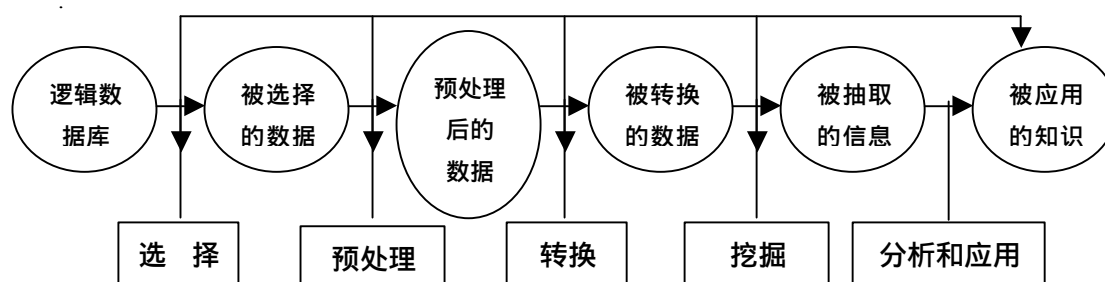 逻辑数
据库
被选择
的数据
预处理
后的
数据
被转换
的数据
被抽取
的信息
被应用
的知识
选 择
预处理
转换
挖掘
分析和应用